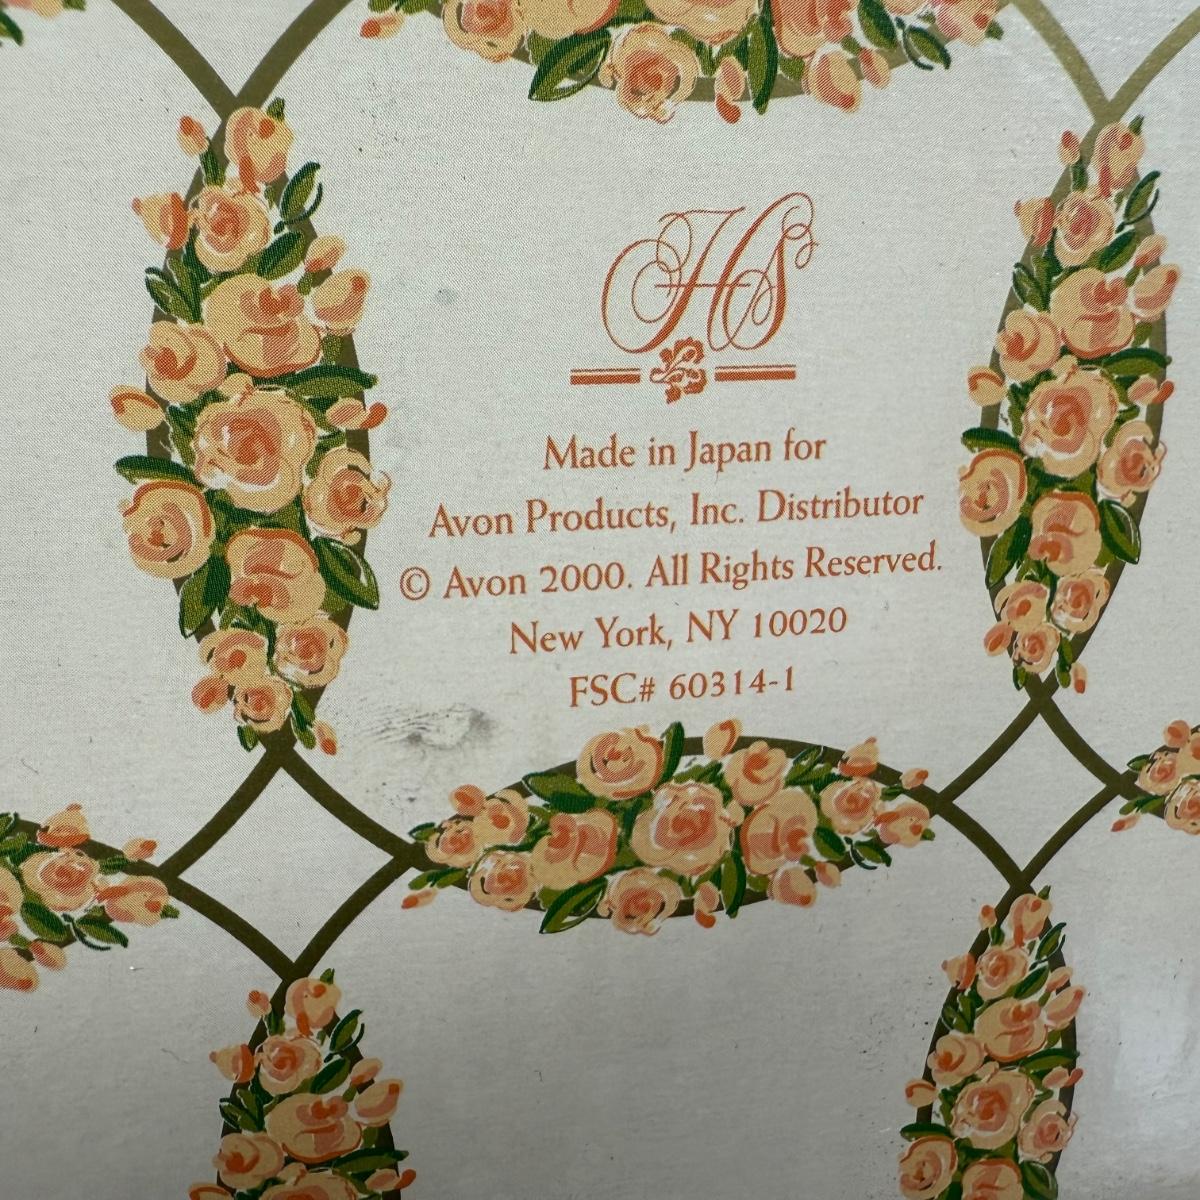 HS
Made in Japan for
Avon Products, Inc. Distributor
© Avon 2000. All Rights Reserved.
New York, NY 10020
FSC# 60314-1